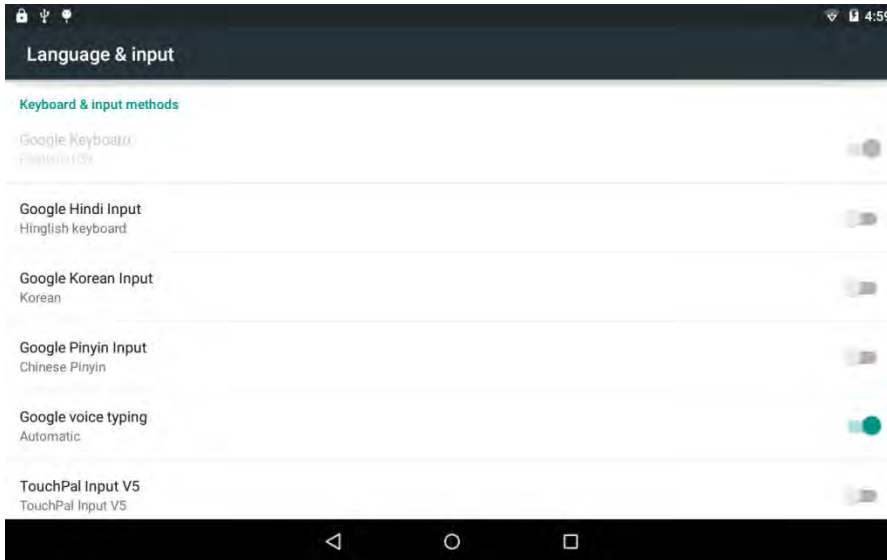 4:59
Language & input
Keyboard & input methods
Google Keyboard
Google Hindi Input
Hinglish keyboard
Google Korean Input
Korean
Google Pinyin Input
Chinese Pinyin
Google voice typing
Automatic
TouchPal Input V5
TouchPal Input V5